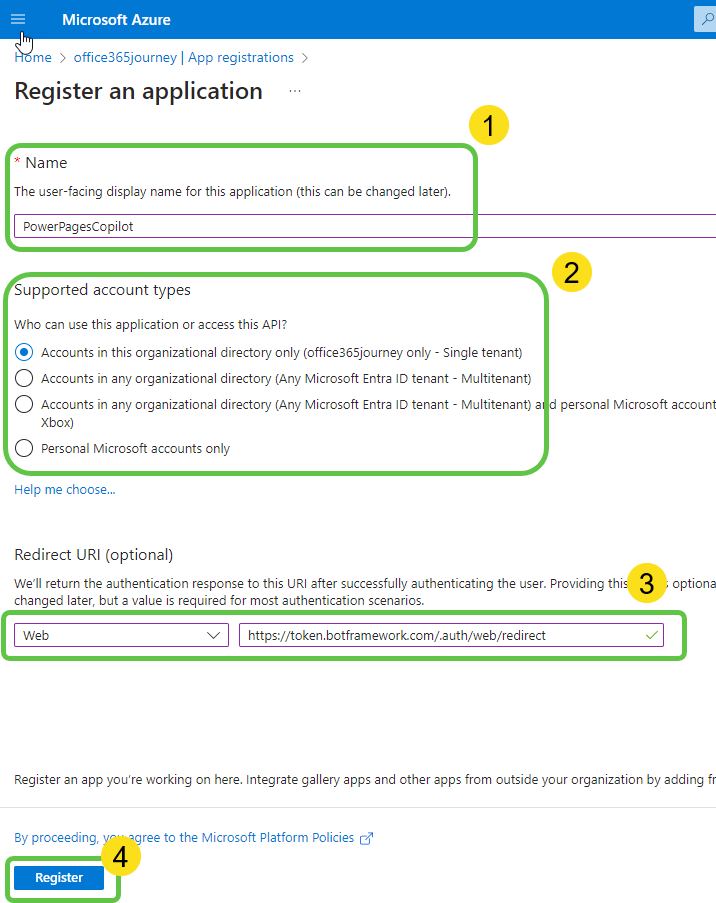 Microsoft Azure
Home > office365journey | App registrations >
Register an application ...
1
* Name
The user-facing display name for this application (this can be changed later).
PowerPagesCopilot
2
Supported account types
Who can use this application or access this API?
Accounts in this organizational directory only (office365journey only - Single tenant)
Accounts in any organizational directory (Any Microsoft Entra ID tenant - Multitenant)
Accounts in any organizational directory (Any Microsoft Entra ID tenant - Multitenant) and personal Microsoft account
Xbox)
Personal Microsoft accounts only
Help me choose...
Redirect URI (optional)
We'll return the authentication response to this URI after successfully authenticating the user. Providing this optiona
3
changed later, but a value is required for most authentication scenarios.
Web
https://token.botframework.com/.auth/web/redirect
Register an app you're working on here. Integrate gallery apps and other apps from outside your organization by adding fr
By proceeding, you agree to the Microsoft Platform Policies
4
Register